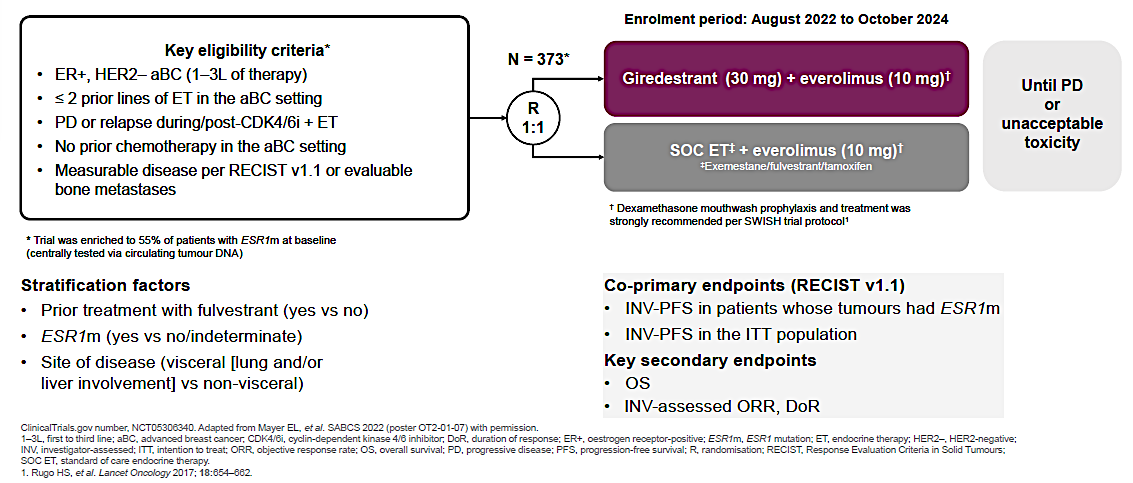 Enrolment period: August 2022 to October 2024
Key eligibility criteria*
• ER+, HER2– aBC (1–3L of therapy)
• ≤ 2 prior lines of ET in the aBC setting
• PD or relapse during/post-CDK4/6i + ET
• No prior chemotherapy in the aBC setting
• Measurable disease per RECIST v1.1 or evaluable
bone metastases
N = 373*
R
1:1
Giredestrant (30 mg) + everolimus (10 mg)†
SOC ET‡ + everolimus (10 mg)†
‡Exemestane/fulvestrant/tamoxifen
Until PD
or
unacceptable
toxicity
† Dexamethasone mouthwash prophylaxis and treatment was
strongly recommended per SWISH trial protocol¹
* Trial was enriched to 55% of patients with ESR1m at baseline
(centrally tested via circulating tumour DNA)
Stratification factors
• Prior treatment with fulvestrant (yes vs no)
• ESR1m (yes vs no/indeterminate)
• Site of disease (visceral [lung and/or
liver involvement] vs non-visceral)
Co-primary endpoints (RECIST v1.1)
• INV-PFS in patients whose tumours had ESR1m
• INV-PFS in the ITT population
Key secondary endpoints
• OS
• INV-assessed ORR, DoR
ClinicalTrials.gov number, NCT05306340. Adapted from Mayer EL, et al. SABCS 2022 (poster OT2-01-07) with permission.
1–3L, first to third line; aBC, advanced breast cancer; CDK4/6i, cyclin-dependent kinase 4/6 inhibitor; DoR, duration of response; ER+, oestrogen receptor-positive; ESR1m, ESR1 mutation; ET, endocrine therapy; HER2–, HER2-negative;
INV, investigator-assessed; ITT, intention to treat; ORR, objective response rate; OS, overall survival; PD, progressive disease; PFS, progression-free survival; R, randomisation; RECIST, Response Evaluation Criteria in Solid Tumours;
SOC ET, standard of care endocrine therapy.
1. Rugo HS, et al. Lancet Oncology 2017; 18:654–662.